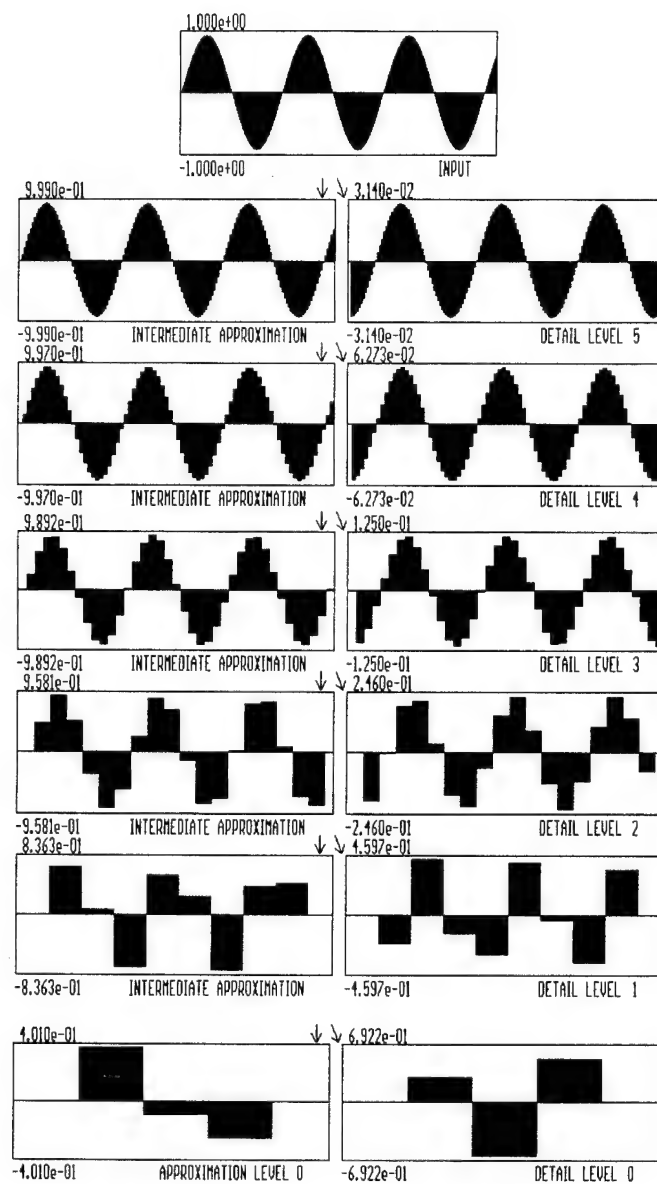 1.000e+00
-1.000e+00 INPUT
9.990e-01 3.140e-02
-9.990e-01 INTERMEDIATE APPROXIMATION -3.140e-02 DETAIL LEVEL 5
9.970e-01 6.273e-02
-9.970e-01 INTERMEDIATE APPROXIMATION -6.273e-02 DETAIL LEVEL 4
9.892e-01 1.250e-01
-9.892e-01 INTERMEDIATE APPROXIMATION -1.250e-01 DETAIL LEVEL 3
9.581e-01 2.460e-01
-9.581e-01 INTERMEDIATE APPROXIMATION -2.460e-01 DETAIL LEVEL 2
8.363e-01 4.597e-01
-8.363e-01 INTERMEDIATE APPROXIMATION -4.597e-01 DETAIL LEVEL 1
4.010e-01 6.922e-01
-4.010e-01 APPROXIMATION LEVEL 0 -6.922e-01 DETAIL LEVEL 0